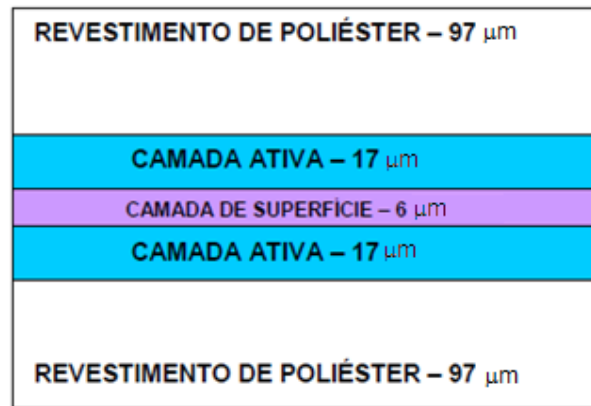 REVESTIMENTO DE POLIÉSTER – 97 μm
CAMADA ATIVA – 17 μm
CAMADA DE SUPERFÍCIE – 6 μm
CAMADA ATIVA – 17 μm
REVESTIMENTO DE POLIÉSTER – 97 μm